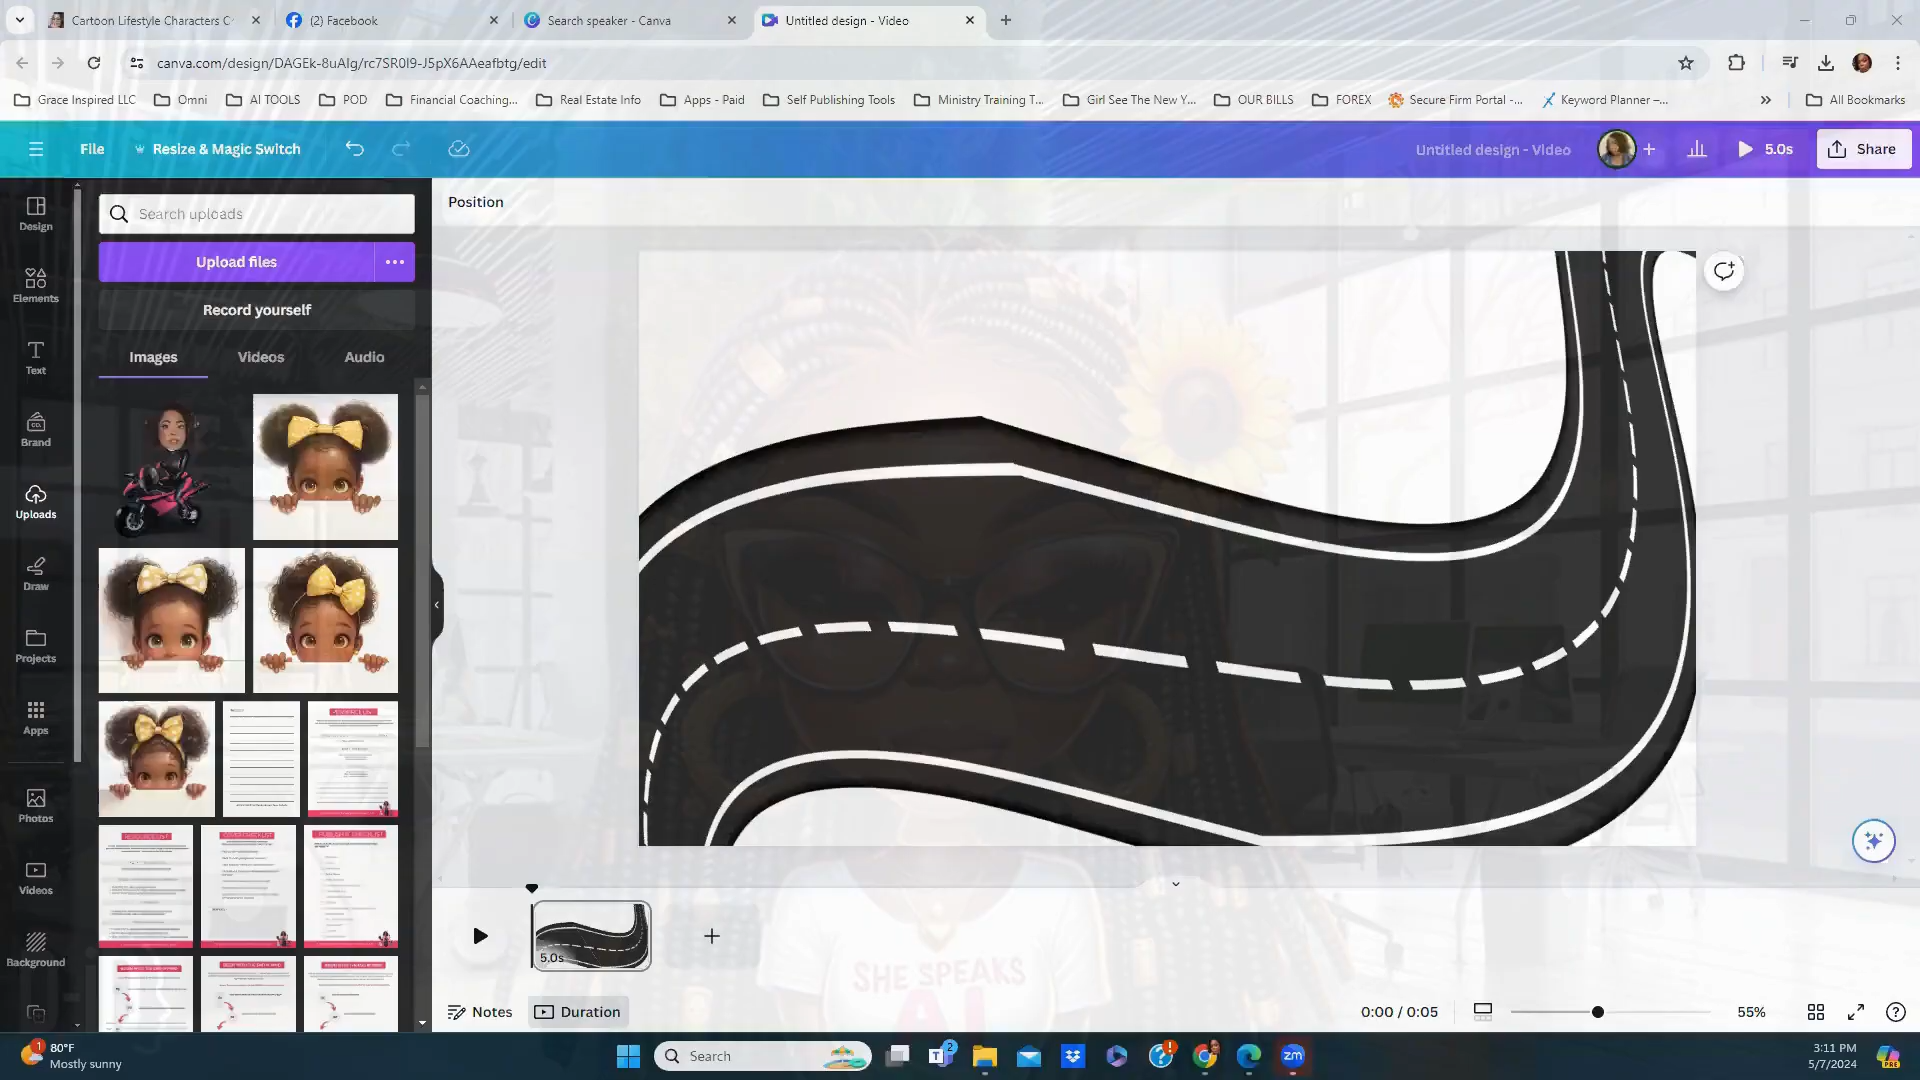 Cartoon Lifestyle Characters C
(2) Facebook
Search speaker - Canva
Untitled design - Video
canva.com/design/DAGEk-8uAIg/rc7SR0I9-J5pX6AAeafbtg/edit
Grace Inspired LLC
Omni
AI TOOLS
POD
Financial Coaching...
Real Estate Info
Apps - Paid
Self Publishing Tools
Ministry Training T...
Girl See The New Y...
OUR BILLS
FOREX
Secure Firm Portal -...
Keyword Planner –...
All Bookmarks
File
Resize & Magic Switch
Untitled design - Video
5.0s
Share
Design
Elements
Text
Brand
Uploads
Draw
Projects
Apps
Photos
Videos
Background
Search uploads
Upload files
Record yourself
Images
Videos
Audio
Position
5.0s
SHE SPEAKS
AI
Notes
Duration
0:00 / 0:05
55%
80°F
Mostly sunny
Search
3:11 PM
5/7/2024